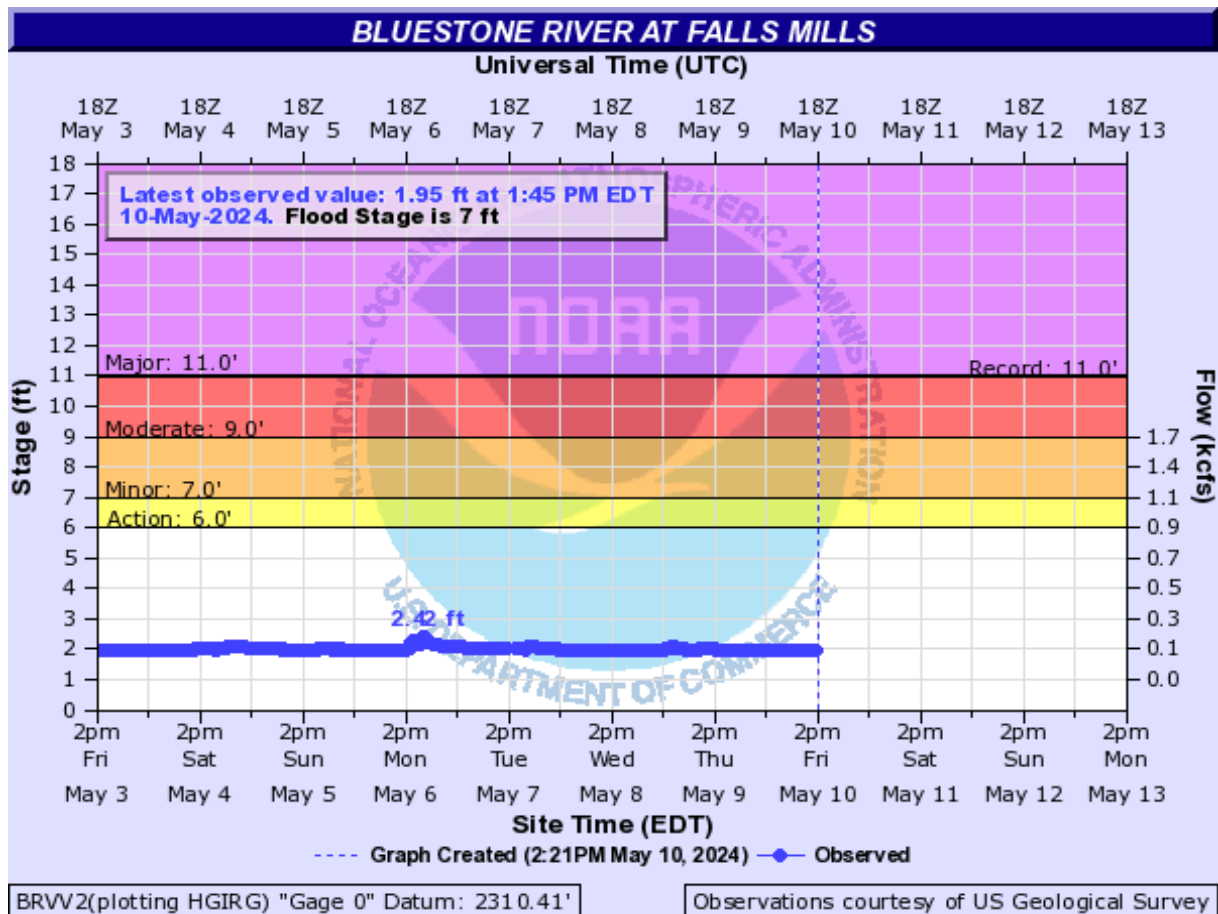 BLUESTONE RIVER AT FALLS MILLS
Universal Time (UTC)
18Z 18Z 18Z 18Z 18Z 18Z 18Z 18Z 18Z 18Z 18Z
May 3 May 4 May 5 May 6 May 7 May 8 May 9 May 10 May 11 May 12 May 13
Latest observed value: 1.95 ft at 1:45 PM EDT
10-May-2024. Flood Stage is 7 ft
NATIONAL OCEANIC AND ATMOSPHERIC ADMINISTRATION
NOAA
U.S. DEPARTMENT OF COMMERCE
Stage (ft)
18
17
16
15
14
13
12
11
10
9
8
7
6
5
4
3
2
1
0
Major: 11.0'
Record: 11.0'
Moderate: 9.0'
Minor: 7.0'
Action: 6.0'
2.42 ft
Flow (kcfs)
1.7
1.4
1.1
0.9
0.7
0.5
0.3
0.1
0.0
2pm 2pm 2pm 2pm 2pm 2pm 2pm 2pm 2pm 2pm 2pm
Fri Sat Sun Mon Tue Wed Thu Fri Sat Sun Mon
May 3 May 4 May 5 May 6 May 7 May 8 May 9 May 10 May 11 May 12 May 13
Site Time (EDT)
Graph Created (2:21PM May 10, 2024) Observed
BRVV2(plotting HGIRG) "Gage 0" Datum: 2310.41'
Observations courtesy of US Geological Survey